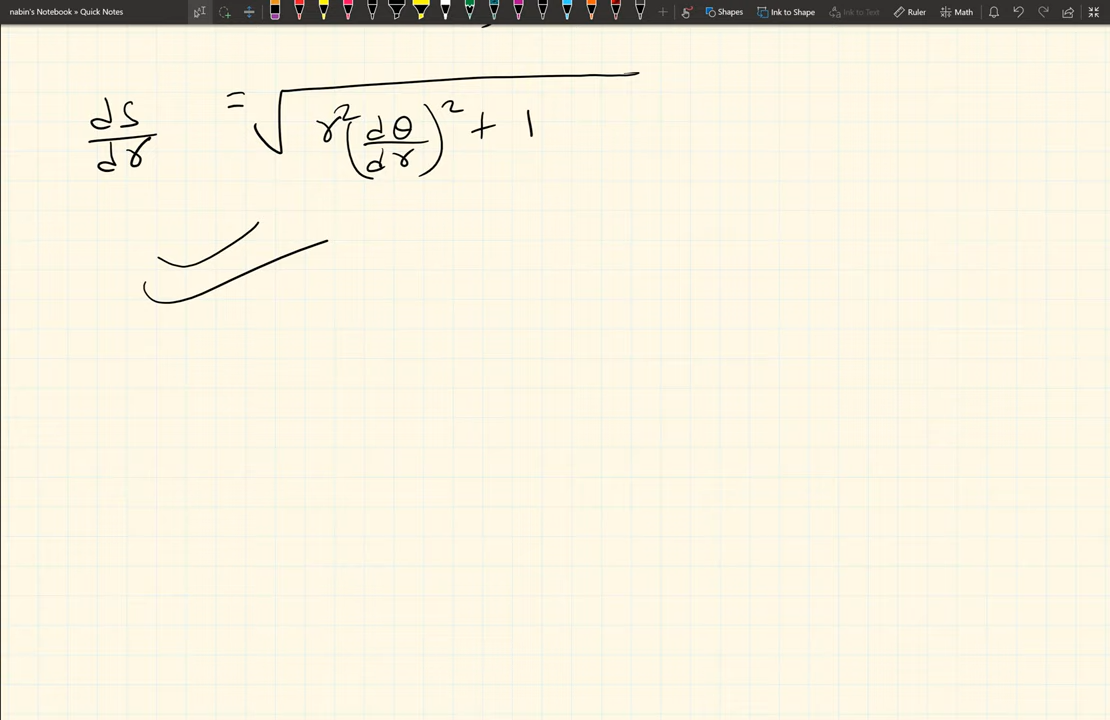 nabin's Notebook » Quick Notes Shapes Ink to Shape Ink to Text Ruler Math
dS/dr = √(r²(dθ/dr)² + 1)